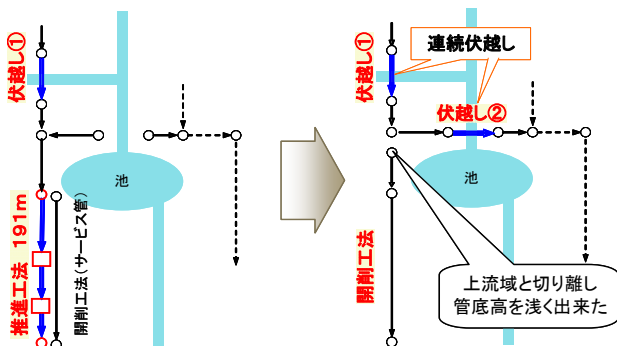 伏越し①
池
推進工法 191m
開削工法(サービス管)
連続伏越し
伏越し①
伏越し②
池
開削工法
上流域と切り離し
管底高を浅く出来た